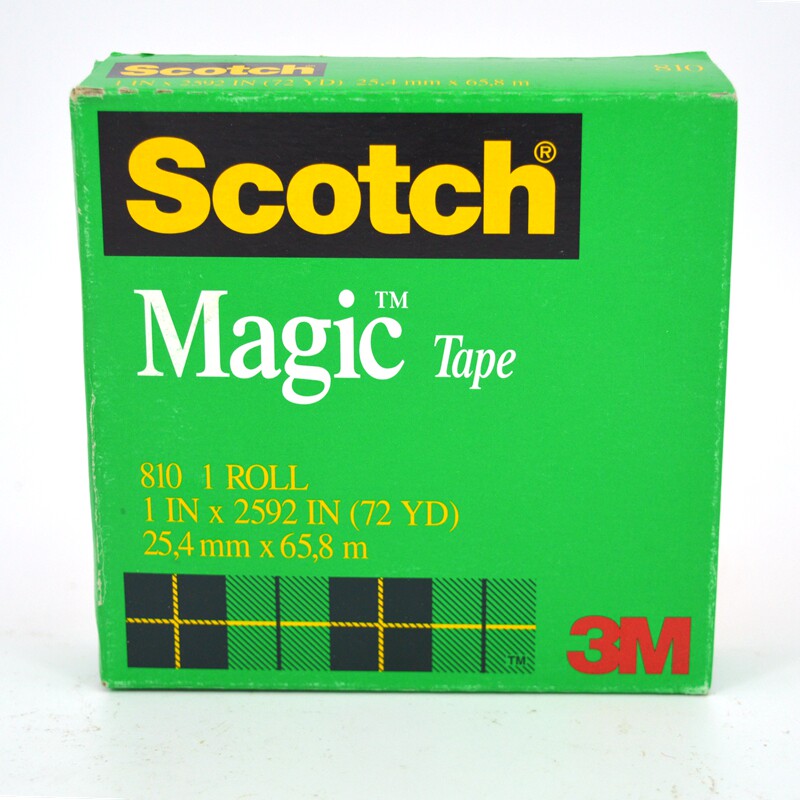 Scotch
1 IN x 2592 IN (72 YD) 25,4 mm x 65,8 m
810
Scotch®
Magic™ Tape
810 1 ROLL
1 IN x 2592 IN (72 YD)
25,4 mm x 65,8 m
TM
3M